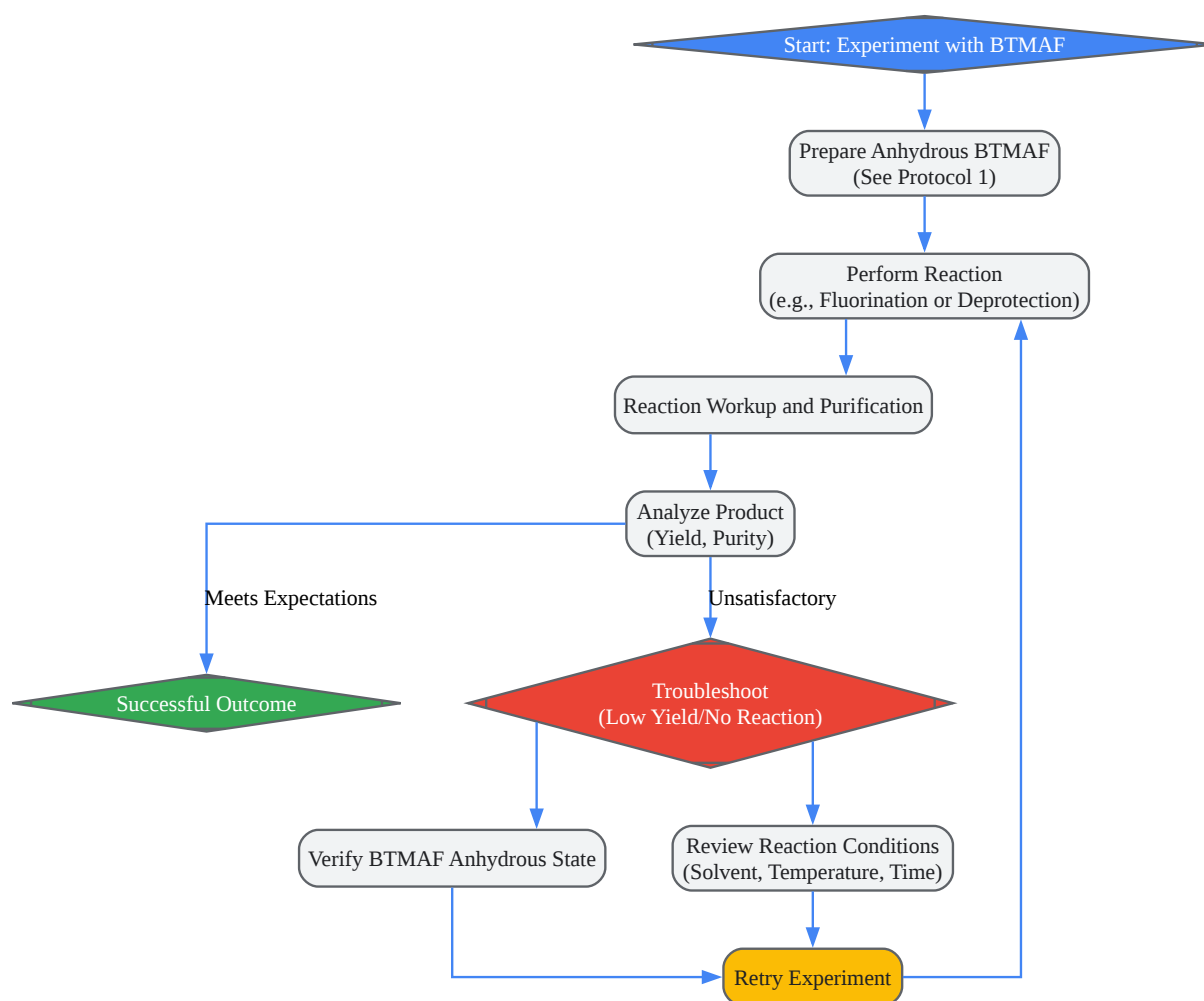 Start: Experiment with BTMAF
Prepare Anhydrous BTMAF
(See Protocol 1)
Perform Reaction
(e.g., Fluorination or Deprotection)
Reaction Workup and Purification
Analyze Product
(Yield, Purity)
Meets Expectations
Unsatisfactory
Successful Outcome
Troubleshoot
(Low Yield/No Reaction)
Verify BTMAF Anhydrous State
Review Reaction Conditions
(Solvent, Temperature, Time)
Retry Experiment